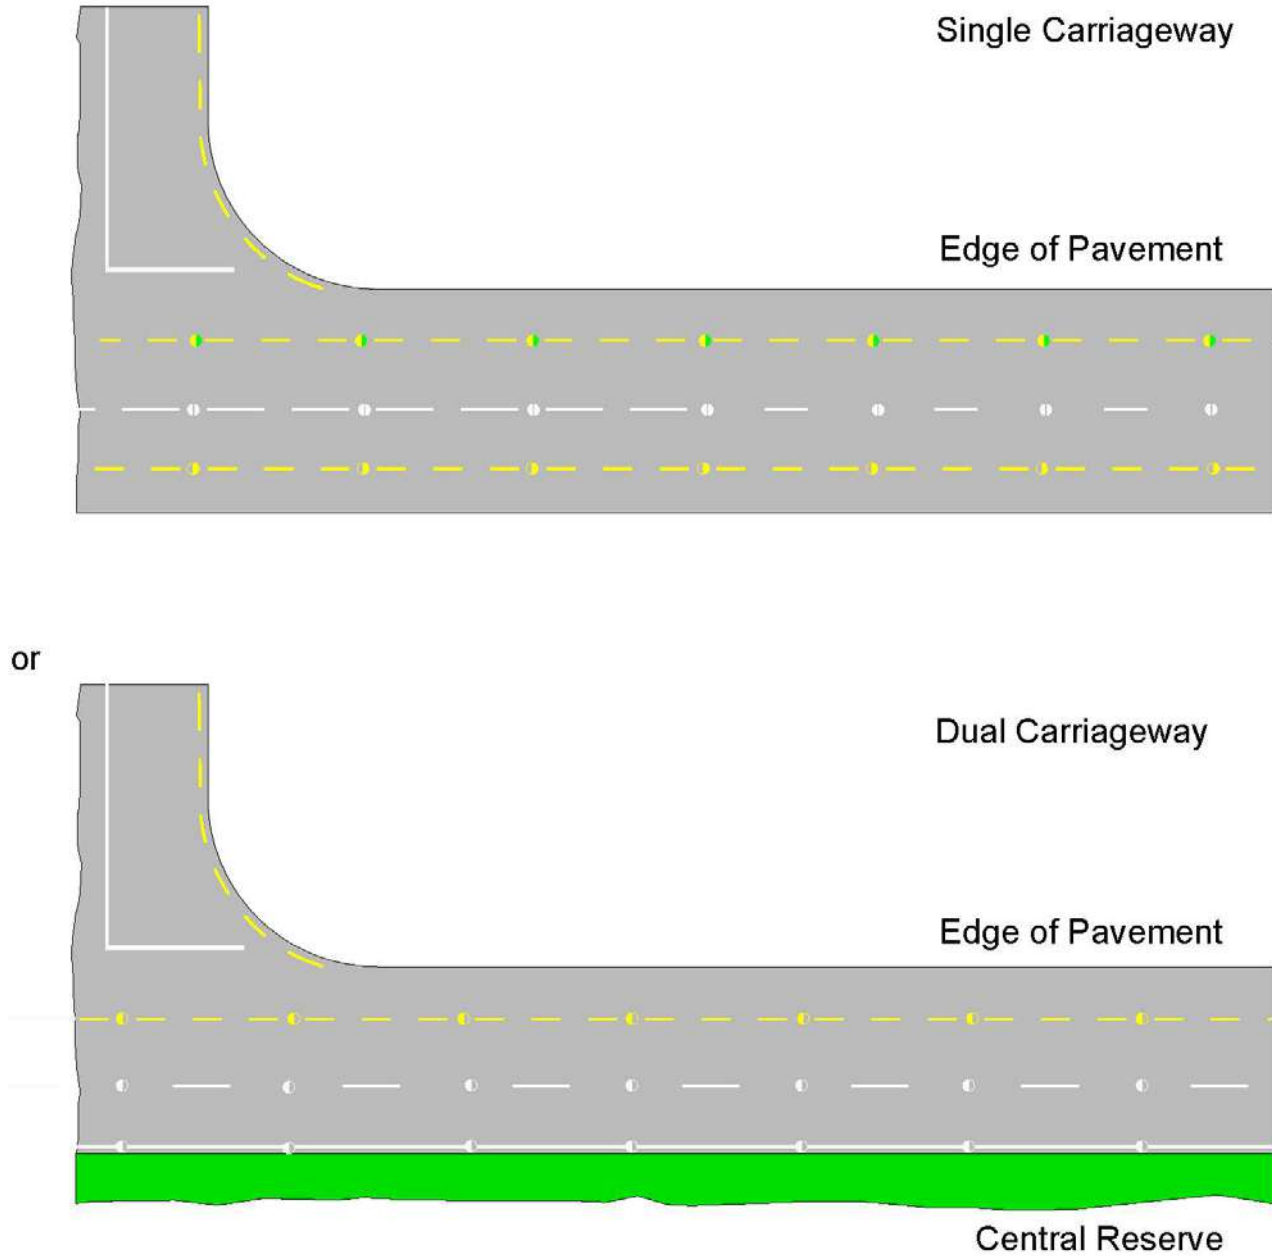 Single Carriageway
Edge of Pavement
or
Dual Carriageway
Edge of Pavement
Central Reserve